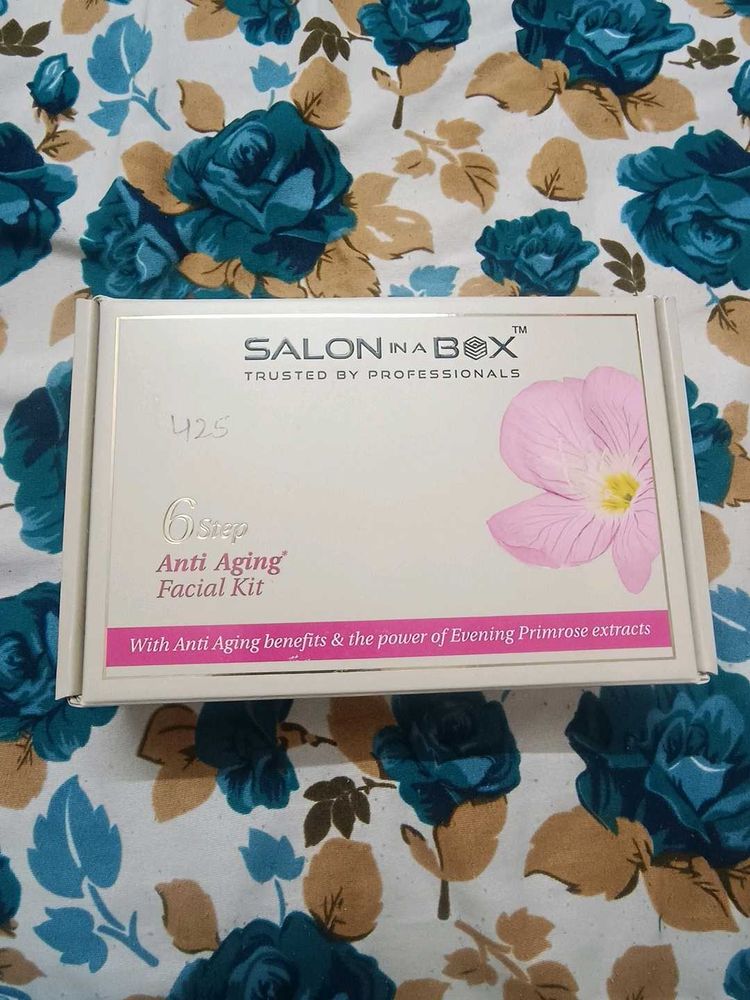 SALON IN A BOX™
TRUSTED BY PROFESSIONALS
425
6 Step
Anti Aging*
Facial Kit
With Anti Aging benefits & the power of Evening Primrose extracts